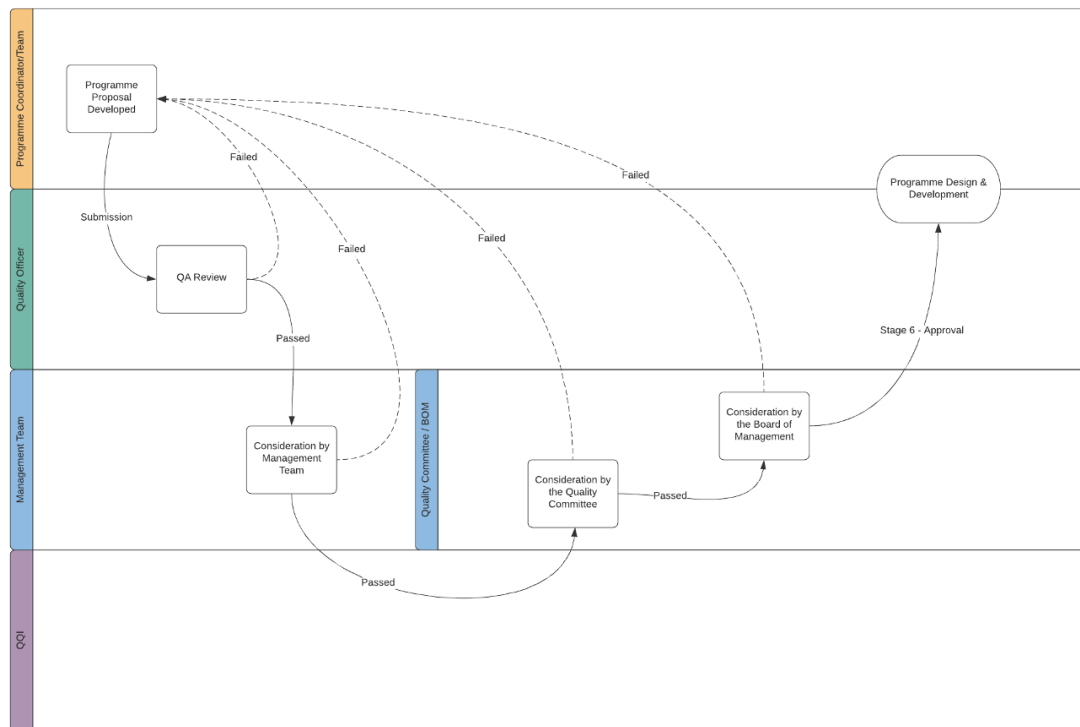 Programme Coordinator/Team
Programme
Proposal
Developed
Failed
Failed
Programme Design &
Development
Submission
Quality Officer
Failed
Failed
QA Review
Passed
Stage 6 - Approval
Management Team
Quality Committee / BOM
Consideration by
the Board of
Management
Consideration by
Management
Team
Consideration by
the Quality
Committee
Passed
Passed
QQI